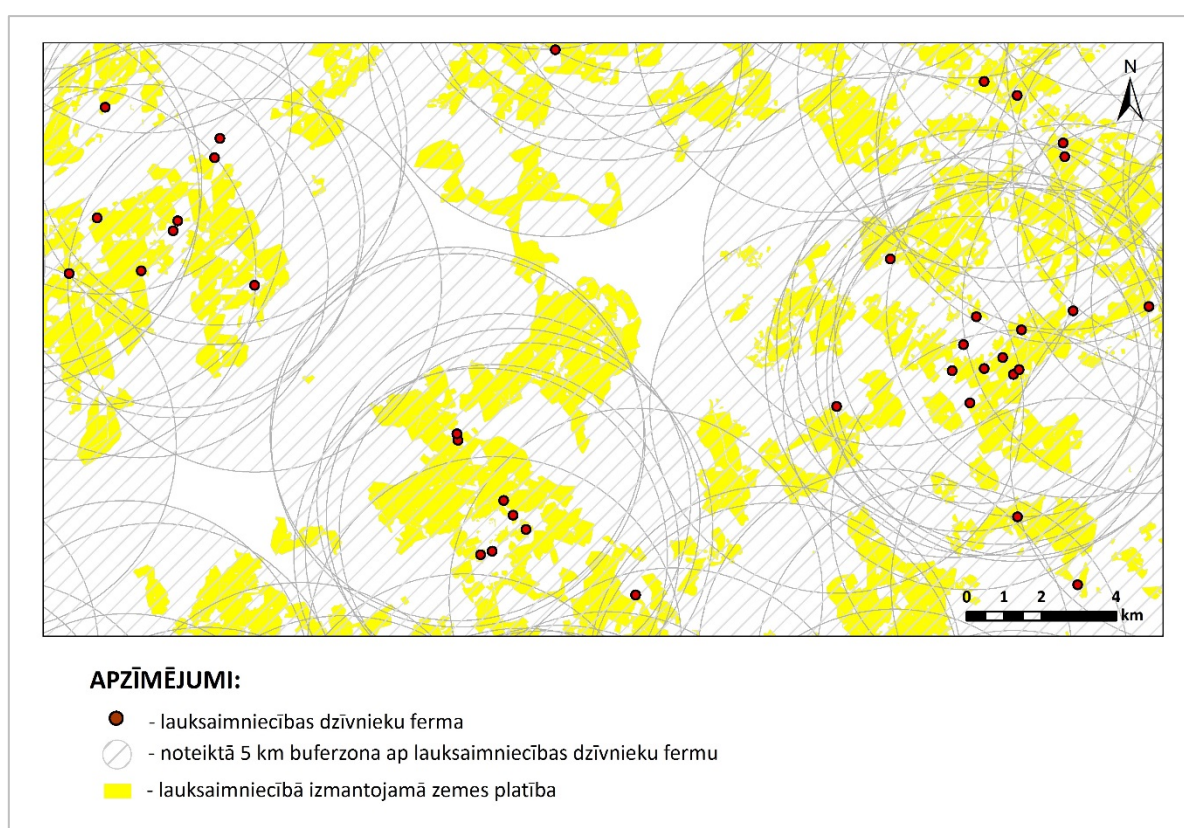 N
0 1 2 4
km
APZĪMĒJUMI:
- lauksaimniecības dzīvnieku ferma
- noteiktā 5 km buferzona ap lauksaimniecības dzīvnieku fermu
- lauksaimniecībā izmantojamā zemes platība